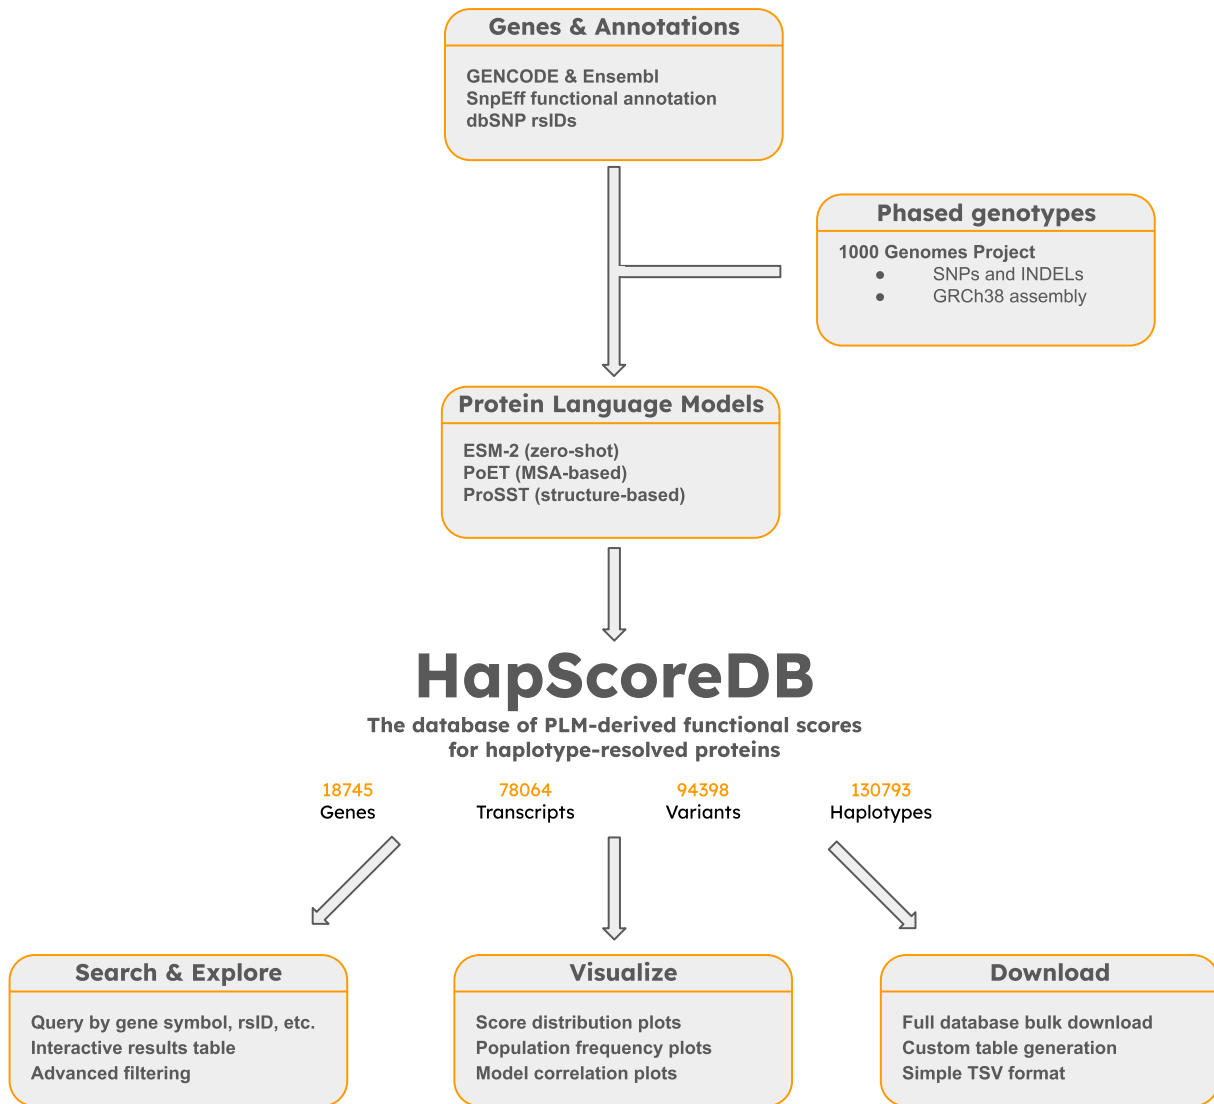 Genes & Annotations
GENCODE & Ensembl
SnpEff functional annotation
dbSNP rsIDs
Phased genotypes
1000 Genomes Project
● SNPs and INDELs
● GRCh38 assembly
Protein Language Models
ESM-2 (zero-shot)
PoET (MSA-based)
ProSST (structure-based)
HapScoreDB
The database of PLM-derived functional scores
for haplotype-resolved proteins
18745 78064 94398 130793
Genes Transcripts Variants Haplotypes
Search & Explore
Query by gene symbol, rsID, etc.
Interactive results table
Advanced filtering
Visualize
Score distribution plots
Population frequency plots
Model correlation plots
Download
Full database bulk download
Custom table generation
Simple TSV format